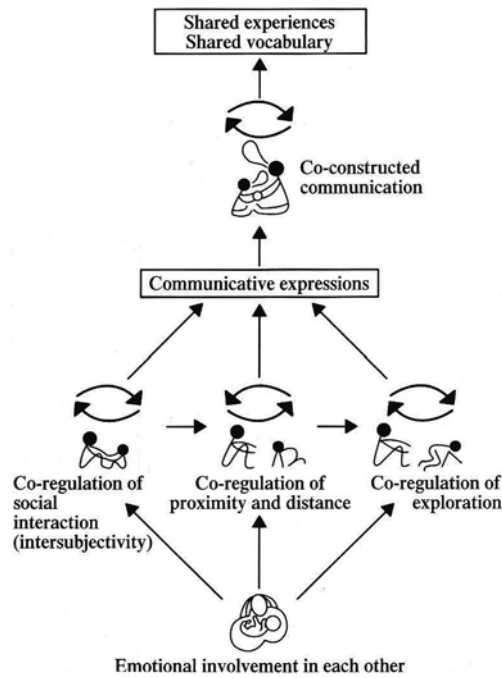 Shared experiences
Shared vocabulary
Co-constructed
communication
Communicative expressions
Co-regulation of
social
interaction
(intersubjectivity)
Co-regulation of
proximity and distance
Co-regulation of
exploration
Emotional involvement in each other